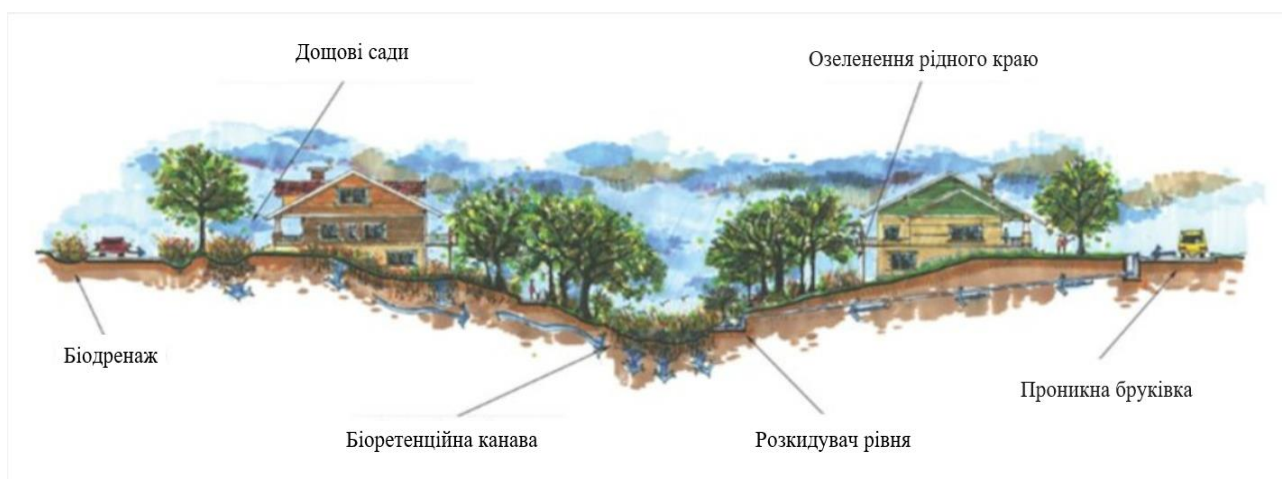 Дощові сади
Озеленення рідного краю
Біодренаж
Проникна бруківка
Біоретенційна канава
Розкидувач рівня